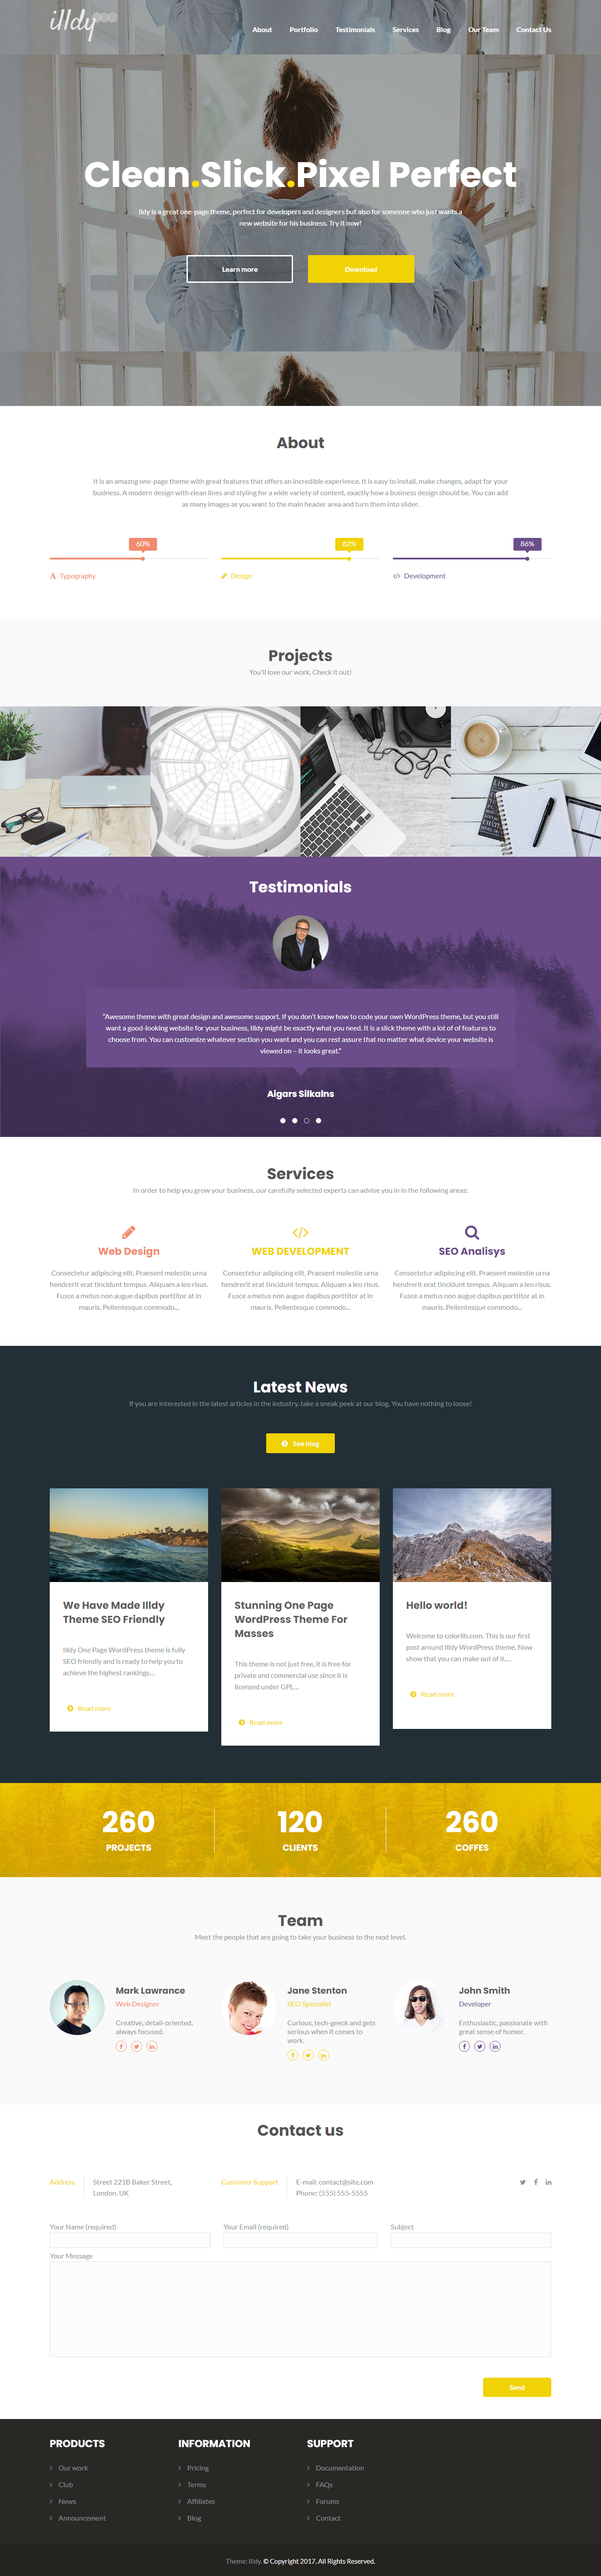 illdy
About Portfolio Testimonials Services Blog Our Team Contact Us
Clean.Slick.Pixel Perfect
Ildy is a great one-page theme, perfect for developers and designers but also for someone who just wants a
new website for his business. Try it now!
Learn more
Download
About
It is an amazng one-page theme with great features that offers an incredible experience. It is easy to install, make changes, adapt for your
business. A modern design with clean lines and styling for a wide variety of content, exactly how a business design should be. You can add
as many images as you want to the main header area and turn them into slider.
60%
82%
86%
Typography
Design
Development
Projects
You'll love our work. Check it out!
Testimonials
"Awesome theme with great design and awesome support. If you don't know how to code your own WordPress theme, but you still
want a good-looking website for your business, Illdy might be exactly what you need. It is a slick theme with a lot of of features to
choose from. You can customize whatever section you want and you can rest assure that no matter what device your website is
viewed on – it looks great."
Aigars Silkalns
Services
In order to help you grow your business, our carefully selected experts can advise you in in the following areas:
Web Design
Consectetur adipiscing elit. Praesent molestie urna
hendrerit erat tincidunt tempus. Aliquam a leo risus.
Fusce a metus non augue dapibus porttitor at in
mauris. Pellentesque commodo...
WEB DEVELOPMENT
Consectetur adipiscing elit. Praesent molestie urna
hendrerit erat tincidunt tempus. Aliquam a leo risus.
Fusce a metus non augue dapibus porttitor at in
mauris. Pellentesque commodo...
SEO Analisys
Consectetur adipiscing elit. Praesent molestie urna
hendrerit erat tincidunt tempus. Aliquam a leo risus.
Fusce a metus non augue dapibus porttitor at in
mauris. Pellentesque commodo...
Latest News
If you are interested in the latest articles in the industry, take a sneak peek at our blog. You have nothing to loose!
See blog
We Have Made Illdy
Theme SEO Friendly
Illdy One Page WordPress theme is fully
SEO friendly and is ready to help you to
achieve the highest rankings....
Read more
Stunning One Page
WordPress Theme For
Masses
This theme is not just free, it is free for
private and commercial use since it is
licensed under GPL....
Read more
Hello world!
Welcome to colorlib.com. This is our first
post around Illdy WordPress theme. Now
show that you can make out of it....
Read more
260
PROJECTS
120
CLIENTS
260
COFFES
Team
Meet the people that are going to take your business to the next level.
Mark Lawrance
Web Designer
Creative, detail-oriented,
always focused.
Jane Stenton
SEO Specialist
Curious, tech-geeck and gets
serious when it comes to
work.
John Smith
Developer
Enthusiastic, passionate with
great sense of humor.
Contact us
Address
Street 221B Baker Street,
London, UK
Customer Support
E-mail: contact@site.com
Phone: (555) 555-5555
Your Name (required)
Your Email (required)
Subject
Your Message
Send
PRODUCTS
Our work
Club
News
Announcement
INFORMATION
Pricing
Terms
Affiliates
Blog
SUPPORT
Documentation
FAQs
Forums
Contact
Theme: Illdy. © Copyright 2017. All Rights Reserved.